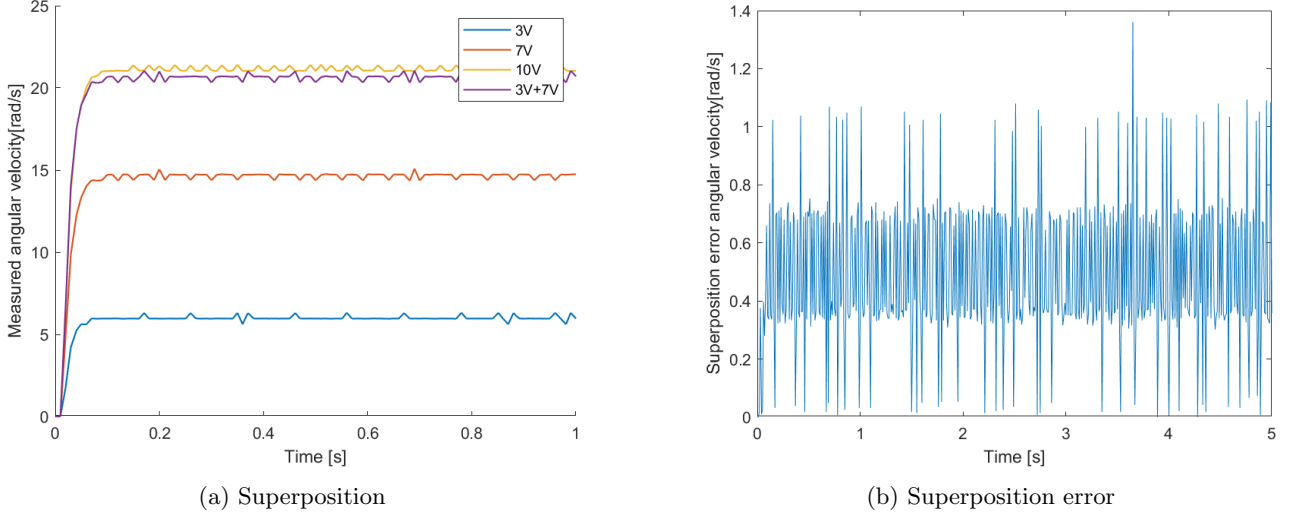 25
20
15
10
5
0
0
0.2
0.4
0.6
0.8
1
Time [s]
Measured angular velocity[rad/s]
3V
7V
10V
3V+7V
(a) Superposition
1.4
1.2
1
0.8
0.6
0.4
0.2
0
0
1
2
3
4
5
Time [s]
Superposition error angular velocity[rad/s]
(b) Superposition error